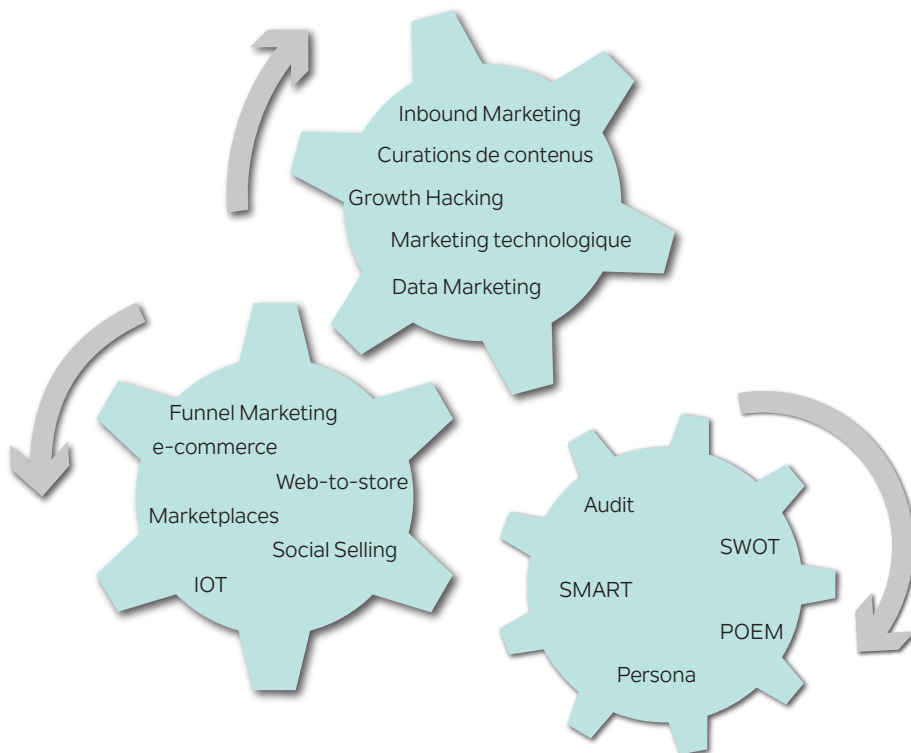 Inbound Marketing
Curations de contenus
Growth Hacking
Marketing technologique
Data Marketing
Funnel Marketing
e-commerce
Web-to-store
Marketplaces
Social Selling
IOT
Audit
SWOT
SMART
POEM
Persona